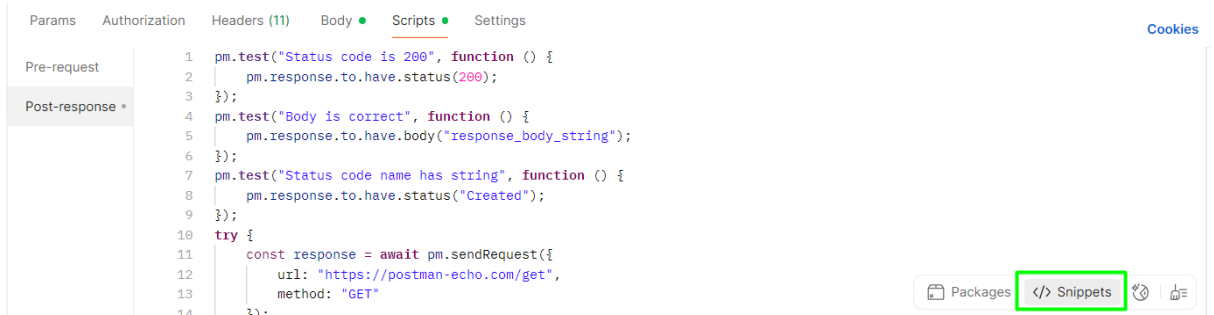 Params Authorization Headers (11) Body Scripts Settings
Cookies
Pre-request
Post-response
1 pm.test("Status code is 200", function () {
2 pm.response.to.have.status(200);
3 });
4 pm.test("Body is correct", function () {
5 pm.response.to.have.body("response_body_string");
6 });
7 pm.test("Status code name has string", function () {
8 pm.response.to.have.status("Created");
9 });
10 try {
11 const response = await pm.sendRequest({
12 url: "https://postman-echo.com/get",
13 method: "GET"
14 });
Packages </> Snippets